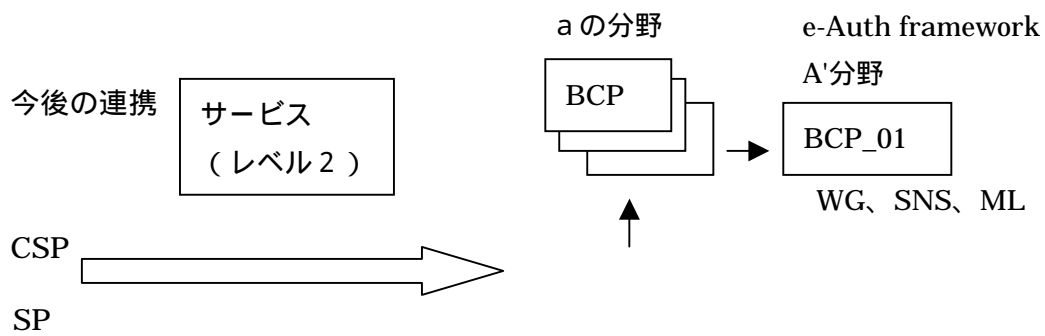 aの分野
e-Auth framework
A'分野
今後の連携
サービス
（レベル２）
BCP
BCP_01
WG、SNS、ML
CSP
SP